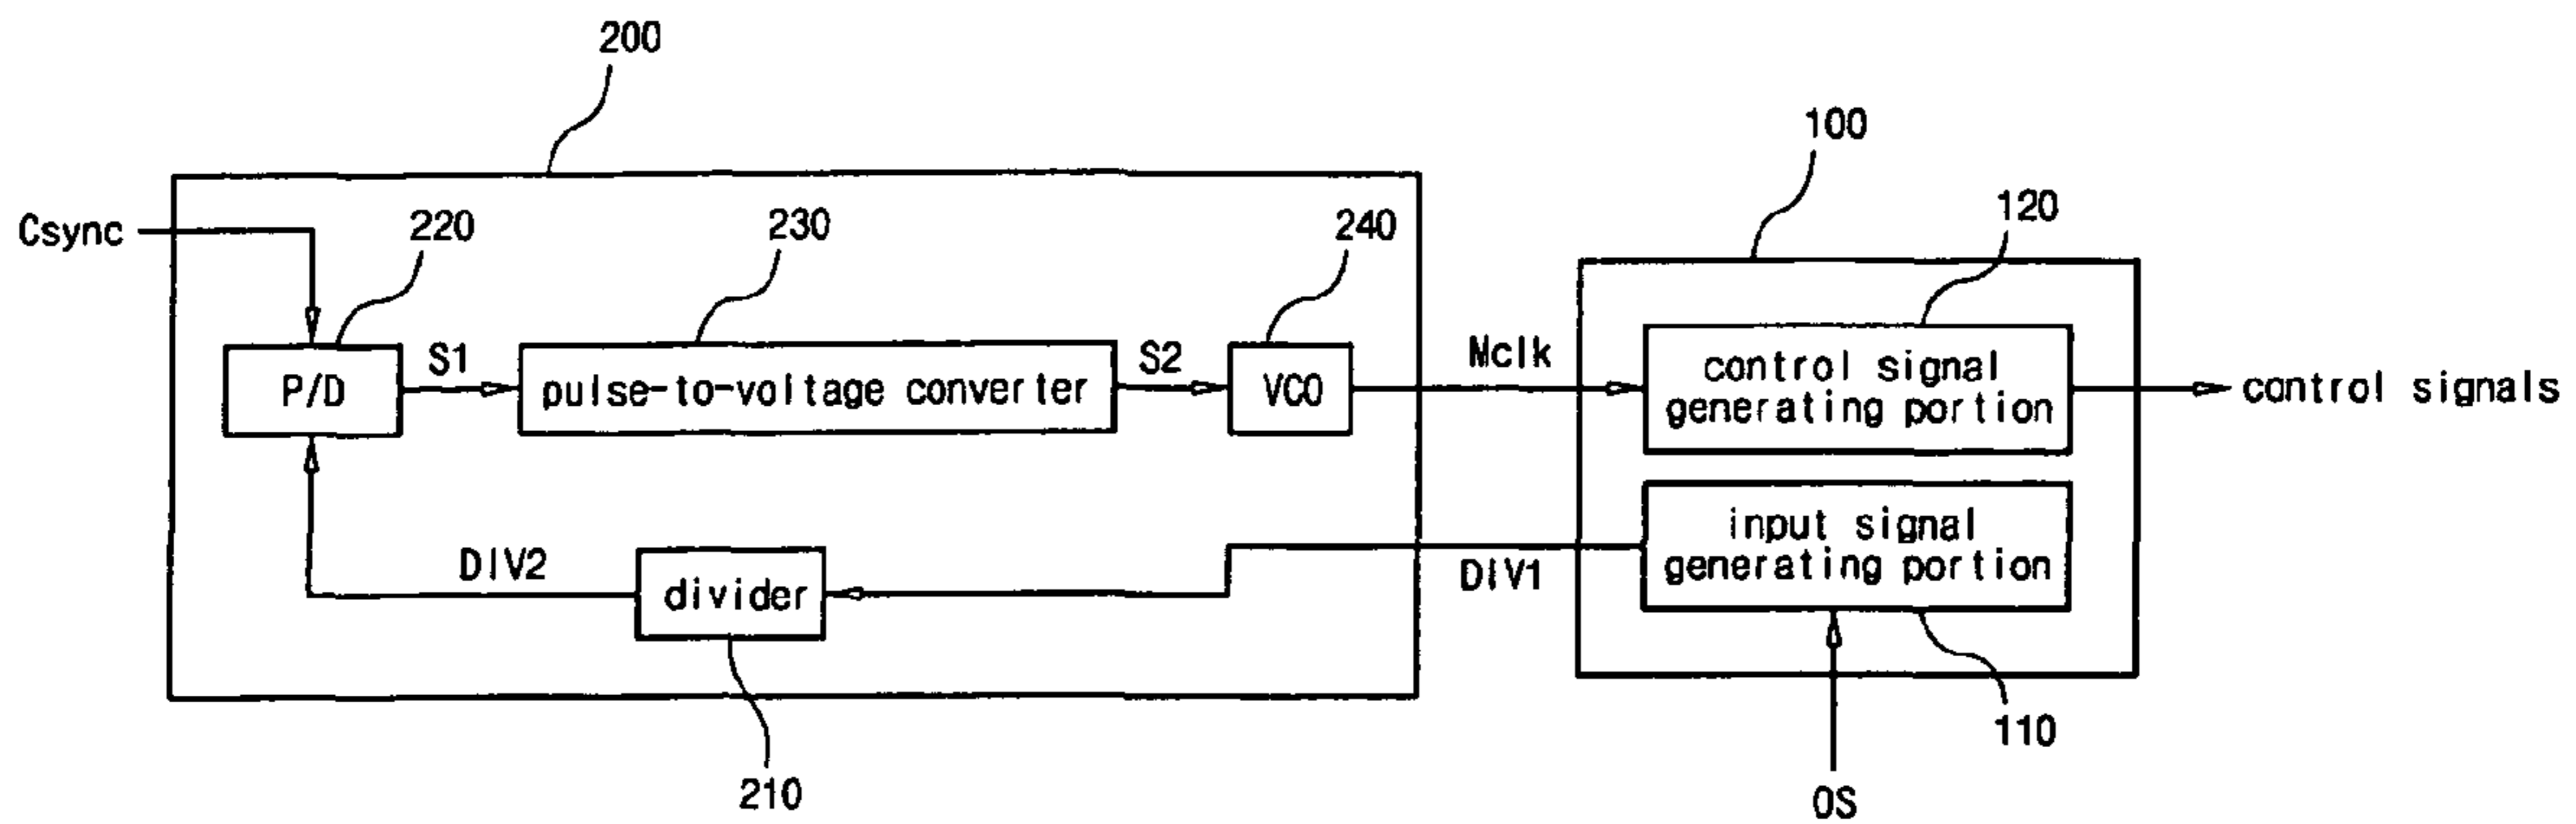 200
100
Csync
220
230
240
120
P/D
S1
pulse-to-voltage converter
S2
VCO
Mclk
control signal
generating portion
control signals
DIV2
divider
DIV1
input signal
generating portion
210
110
OS